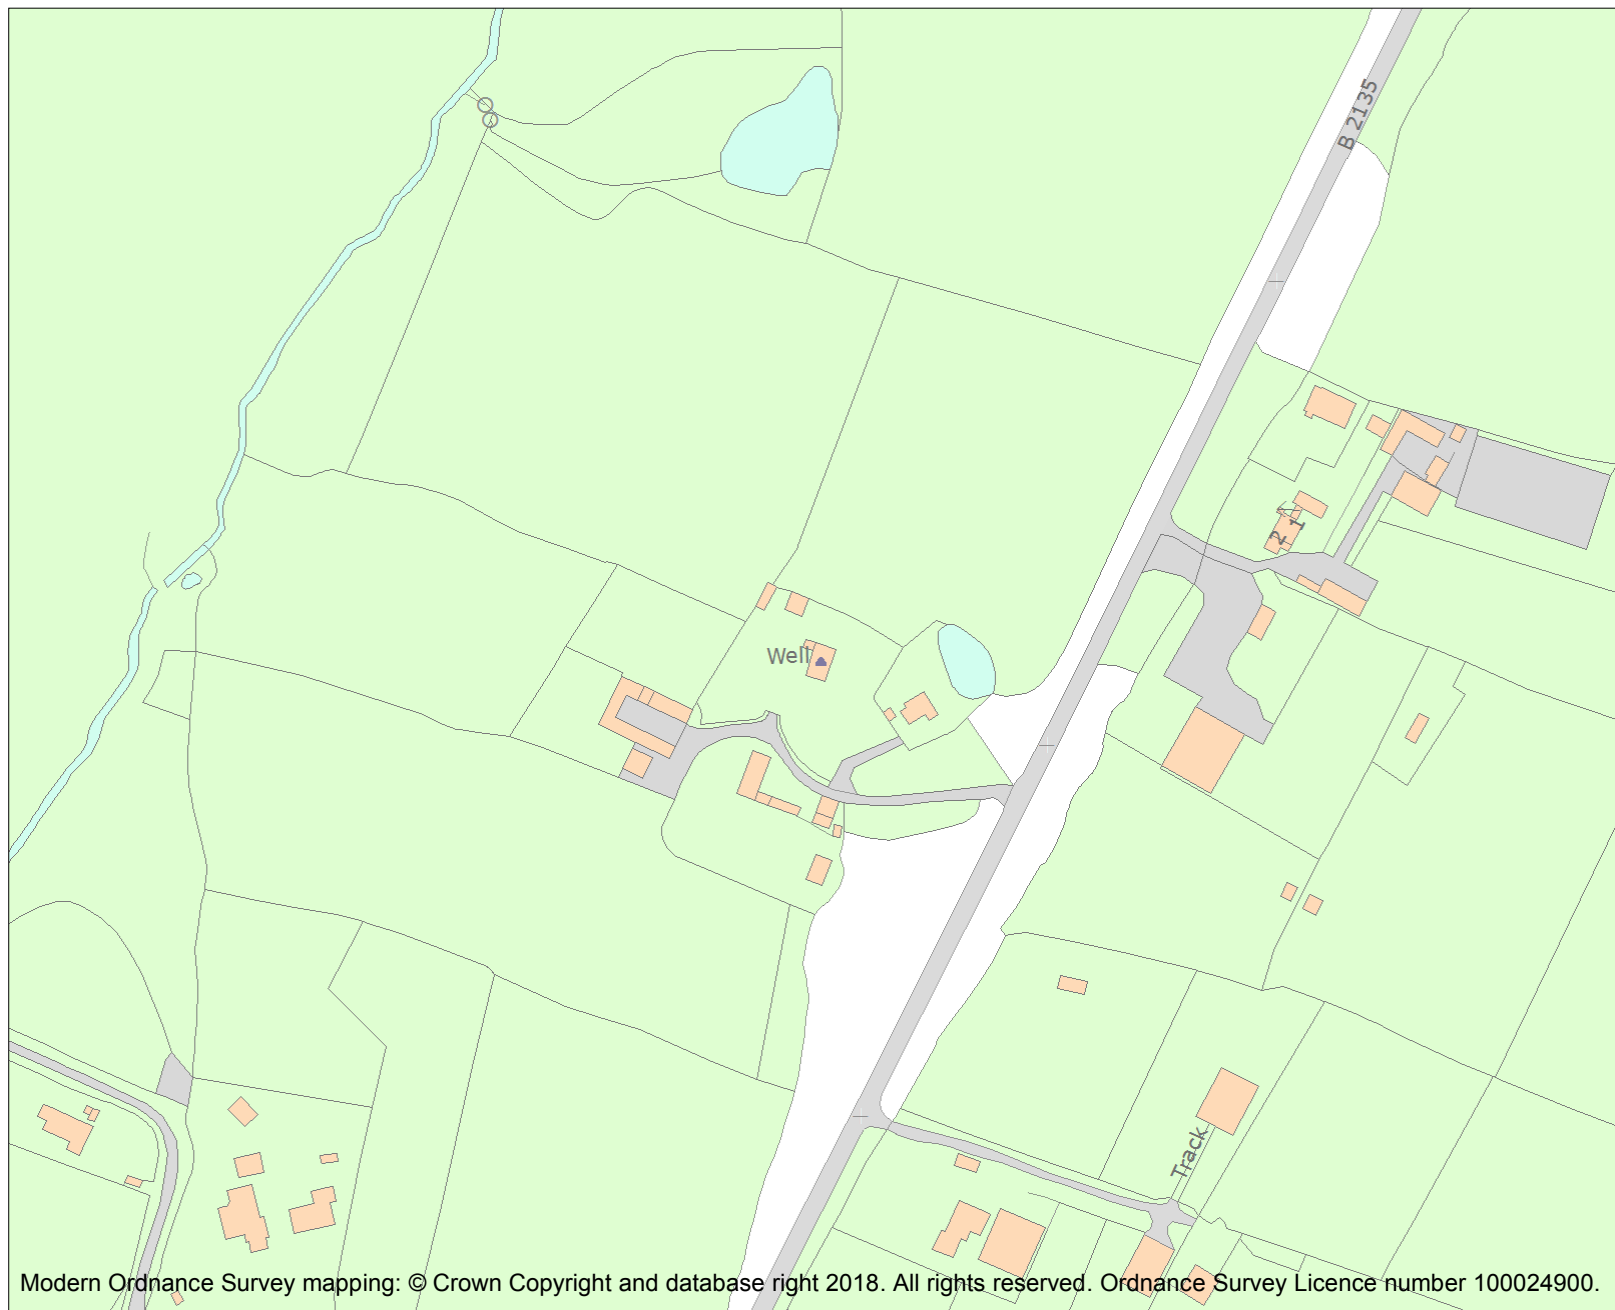 B 2135
2 1
Well
Track
Modern Ordnance Survey mapping: © Crown Copyright and database right 2018. All rights reserved. Ordnance Survey Licence number 100024900.